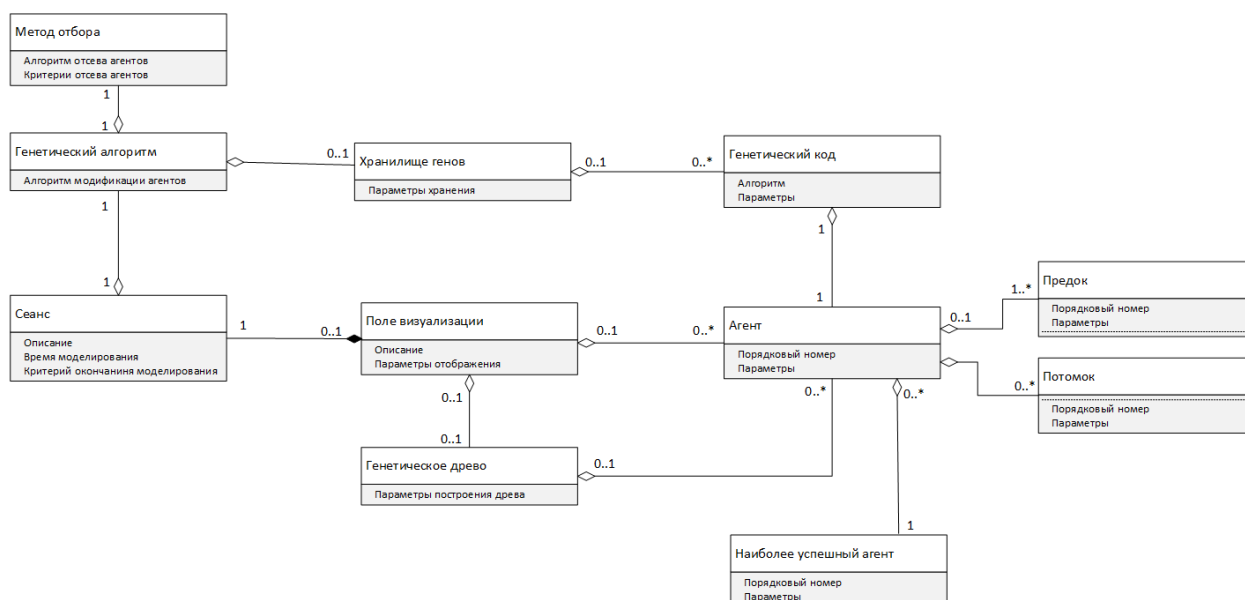 Метод отбора
Алгоритм отсева агентов
Критерии отсева агентов
1
1
Генетический алгоритм
Алгоритм модификации агентов
0..1
Хранилище генов
Параметры хранения
0..1
0..*
Генетический код
Алгоритм
Параметры
1
1
1
1
Сеанс
Описание
Время моделирования
Критерий окончаниня моделирования
1
0..1
Поле визуализации
Описание
Параметры отображения
0..1
0..*
Агент
Порядковый номер
Параметры
0..1
1..*
Предок
Порядковый номер
Параметры
0..*
Потомок
Порядковый номер
Параметры
0..1
0..1
Генетическое древо
Параметры построения древа
0..1
0..*
0..*
1
Наиболее успешный агент
Порядковый номер
Параметры